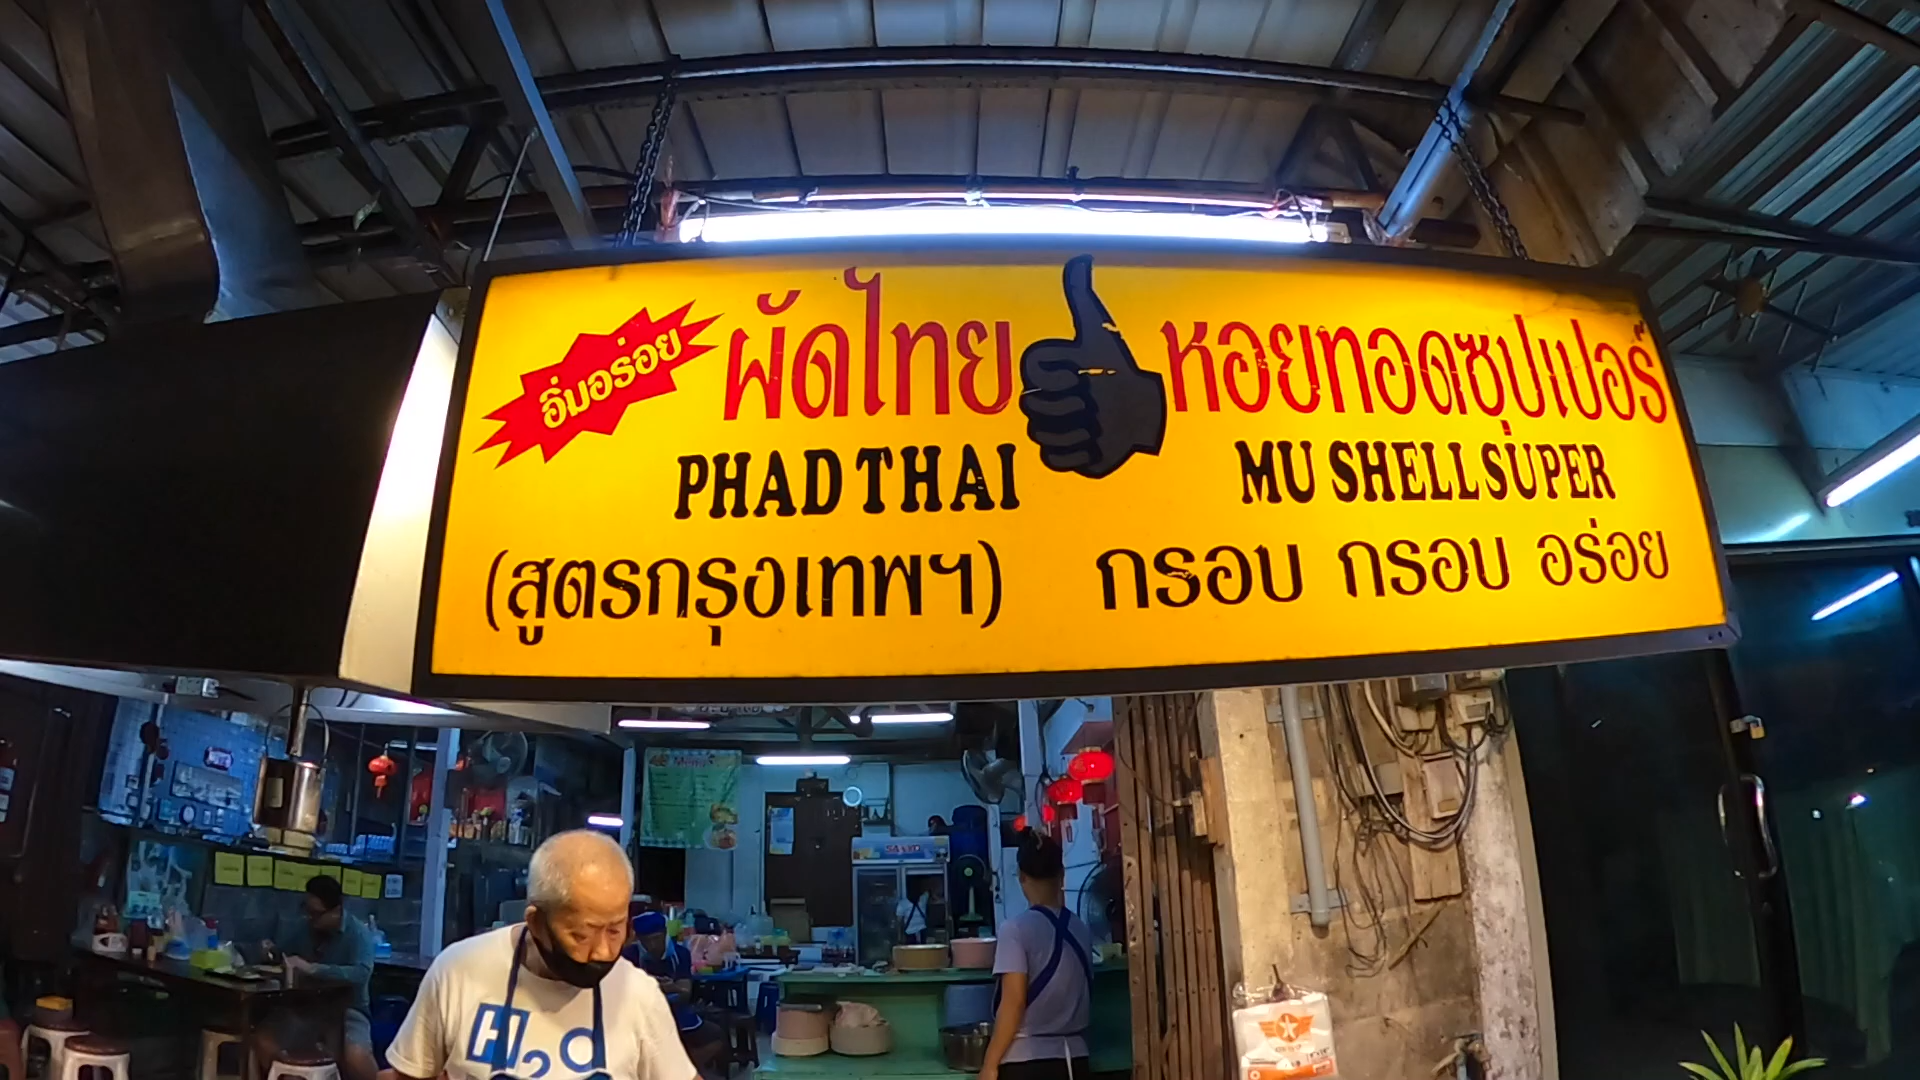 อิ่มอร่อย
ผัดไทย
หอยทอดซุปเปอร์
PHAD THAI
MU SHELL SUPER
(สูตรกรุงเทพฯ)
กรอบ กรอบ อร่อย
SANYO
H2O